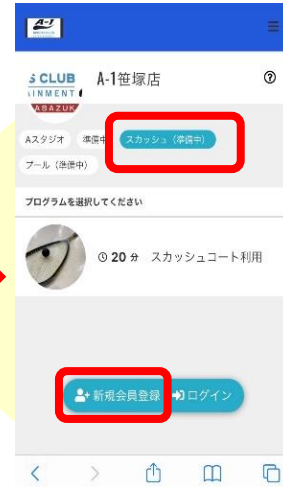 A-1
S CLUB
INMENT
ASAZUK
A-1笹塚店
Aスタジオ 準備中 スカッシュ（準備中）
プール（準備中）
プログラムを選択してください
20 分 スカッシュコート利用
新規会員登録 ログイン